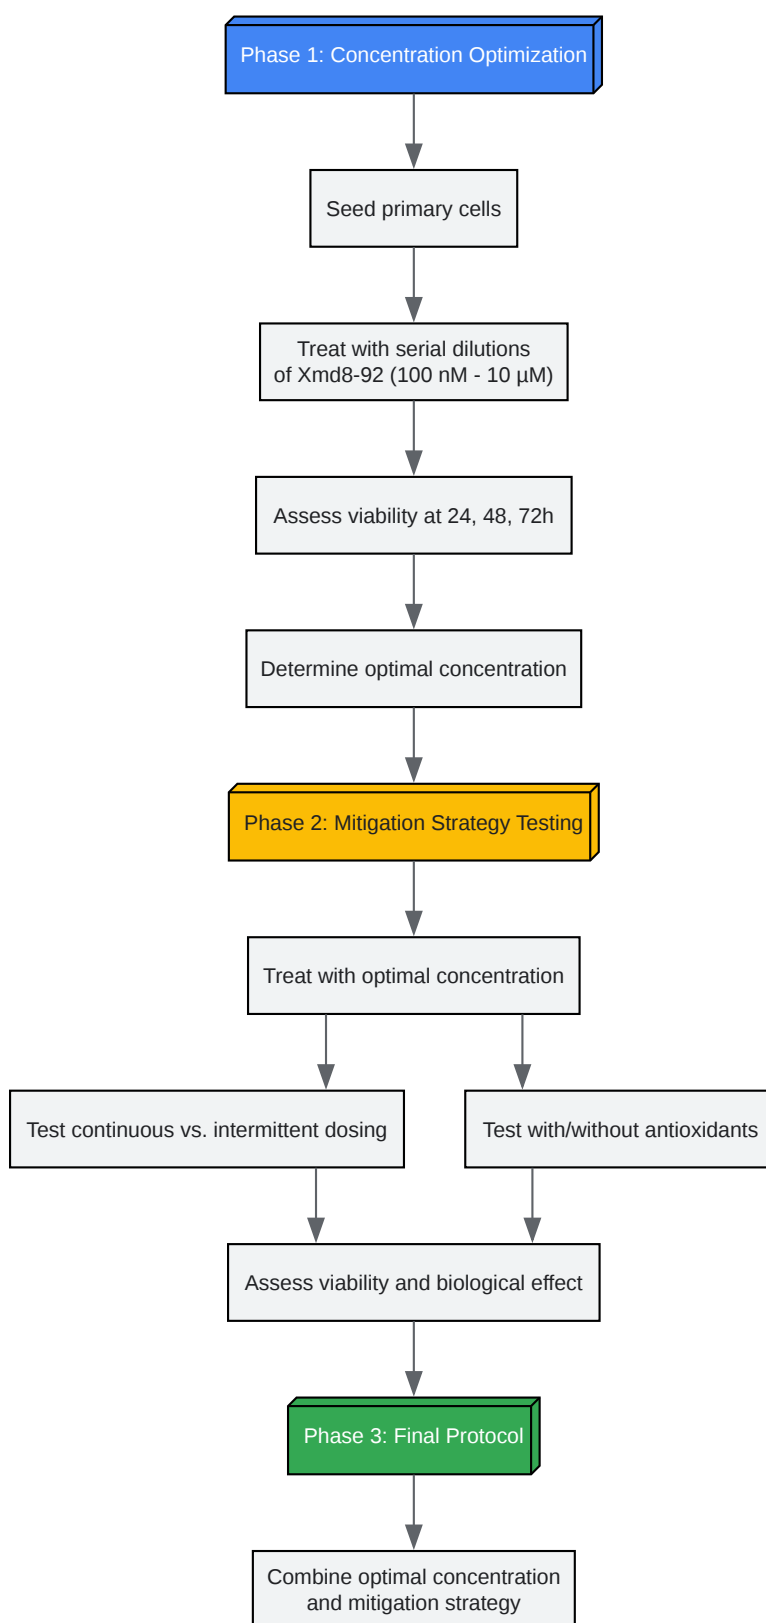 Phase 1: Concentration Optimization
Seed primary cells
Treat with serial dilutions
of Xmd8-92 (100 nM - 10 µM)
Assess viability at 24, 48, 72h
Determine optimal concentration
Phase 2: Mitigation Strategy Testing
Treat with optimal concentration
Test continuous vs. intermittent dosing
Test with/without antioxidants
Assess viability and biological effect
Phase 3: Final Protocol
Combine optimal concentration
and mitigation strategy